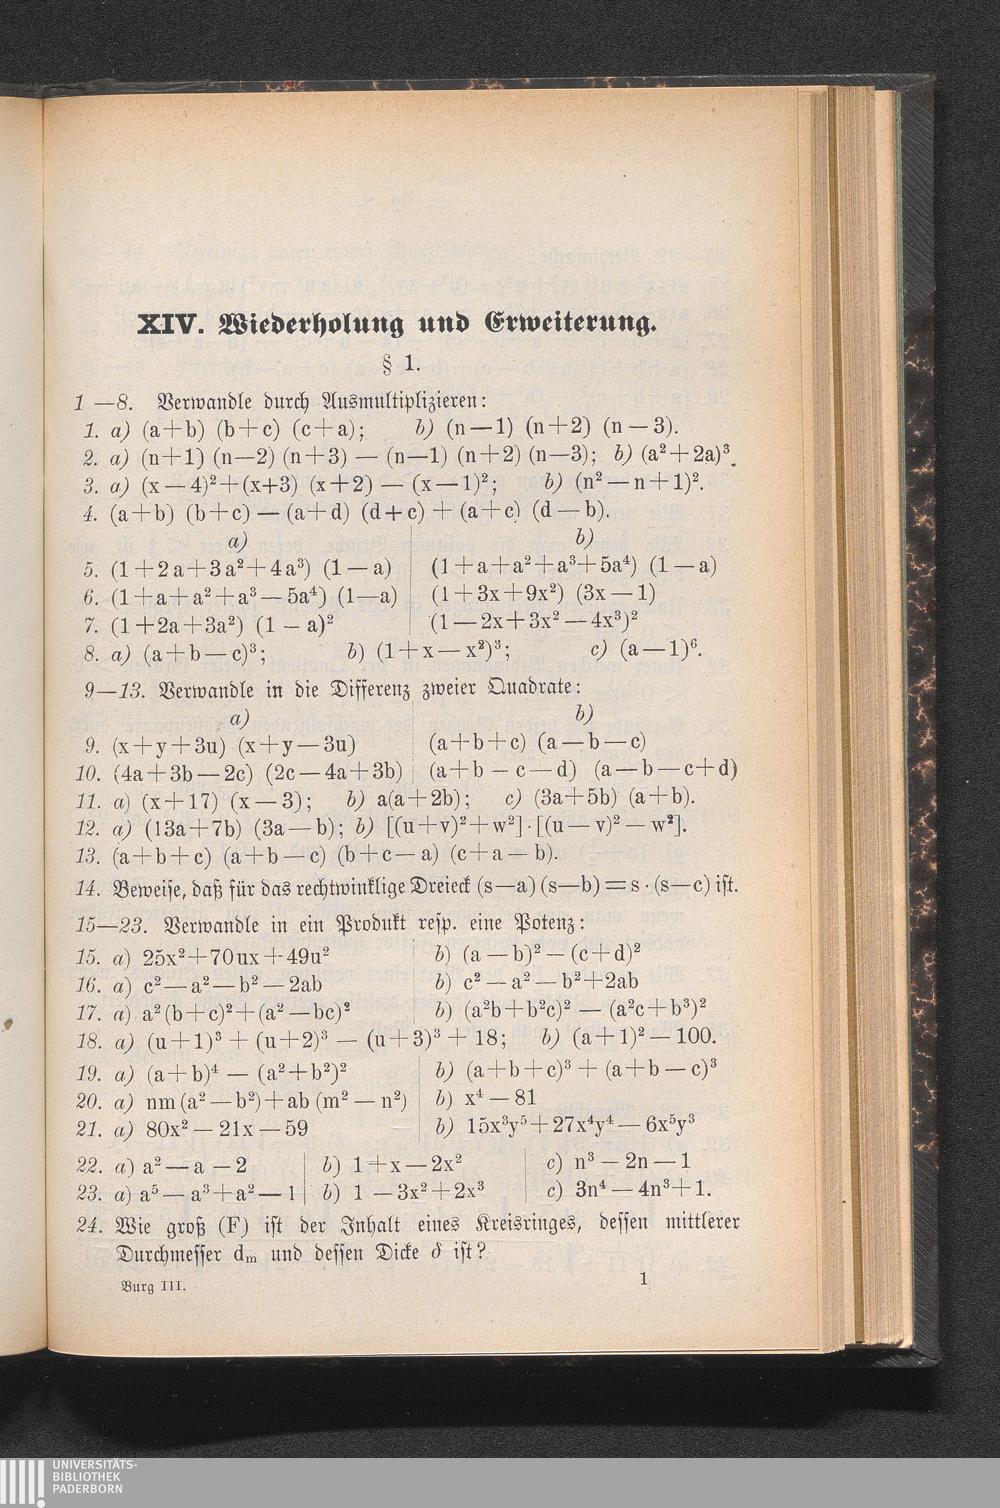 XIV. Wiederholung und Erweiterung.
§ 1.
1—8. Verwandle durch Ausmultiplizieren:
1. a) (a+b) (b+c) (c+a); b) (n—1) (n+2) (n—3).
2. a) (n+1) (n—2) (n+3) — (n—1) (n+2) (n—3); b) (a²+2a)³.
3. a) (x—4)²+(x+3) (x+2) — (x—1)²; b) (n²—n+1)².
4. (a+b) (b+c) — (a+d) (d+c) + (a+c) (d—b).
a) b)
5. (1+2a+3a²+4a³) (1—a) (1+a+a²+a³+5a⁴) (1—a)
6. (1+a+a²+a³—5a⁴) (1—a) (1+3x+9x²) (3x—1)
7. (1+2a+3a²) (1—a)² (1—2x+3x²—4x³)²
8. a) (a+b—c)³; b) (1+x—x²)³; c) (a—1)⁶.
9—13. Verwandle in die Differenz zweier Quadrate:
a) b)
9. (x+y+3u) (x+y—3u) (a+b+c) (a—b—c)
10. (4a+3b—2c) (2c—4a+3b) (a+b—c—d) (a—b—c+d)
11. a) (x+17) (x—3); b) a(a+2b); c) (3a+5b) (a+b).
12. a) (13a+7b) (3a—b); b) [(u+v)²+w²]·[(u—v)²—w²].
13. (a+b+c) (a+b—c) (b+c—a) (c+a—b).
14. Beweise, daß für das rechtwinklige Dreieck (s—a) (s—b) = s · (s—c) ist.
15—23. Verwandle in ein Produkt resp. eine Potenz:
15. a) 25x²+70ux+49u² b) (a—b)²—(c+d)²
16. a) c²—a²—b²—2ab b) c²—a²—b²+2ab
17. a) a²(b+c)²+(a²—bc)² b) (a²b+b²c)² — (a²c+b³)²
18. a) (u+1)³ + (u+2)³ — (u+3)³ + 18; b) (a+1)²—100.
19. a) (a+b)⁴ — (a²+b²)² b) (a+b+c)³ + (a+b—c)³
20. a) nm(a²—b²)+ab(m²—n²) b) x⁴—81
21. a) 80x²—21x—59 b) 15x³y⁵+27x⁴y⁴—6x⁵y³
22. a) a²—a—2 b) 1+x—2x² c) n³—2n—1
23. a) a⁵—a³+a²—1 b) 1—3x²+2x³ c) 3n⁴—4n³+1.
24. Wie groß (F) ist der Inhalt eines Kreisringes, dessen mittlerer
Durchmesser dₘ und dessen Dicke δ ist?
Burg III. 1
UNIVERSITÄTS-
BIBLIOTHEK
PADERBORN